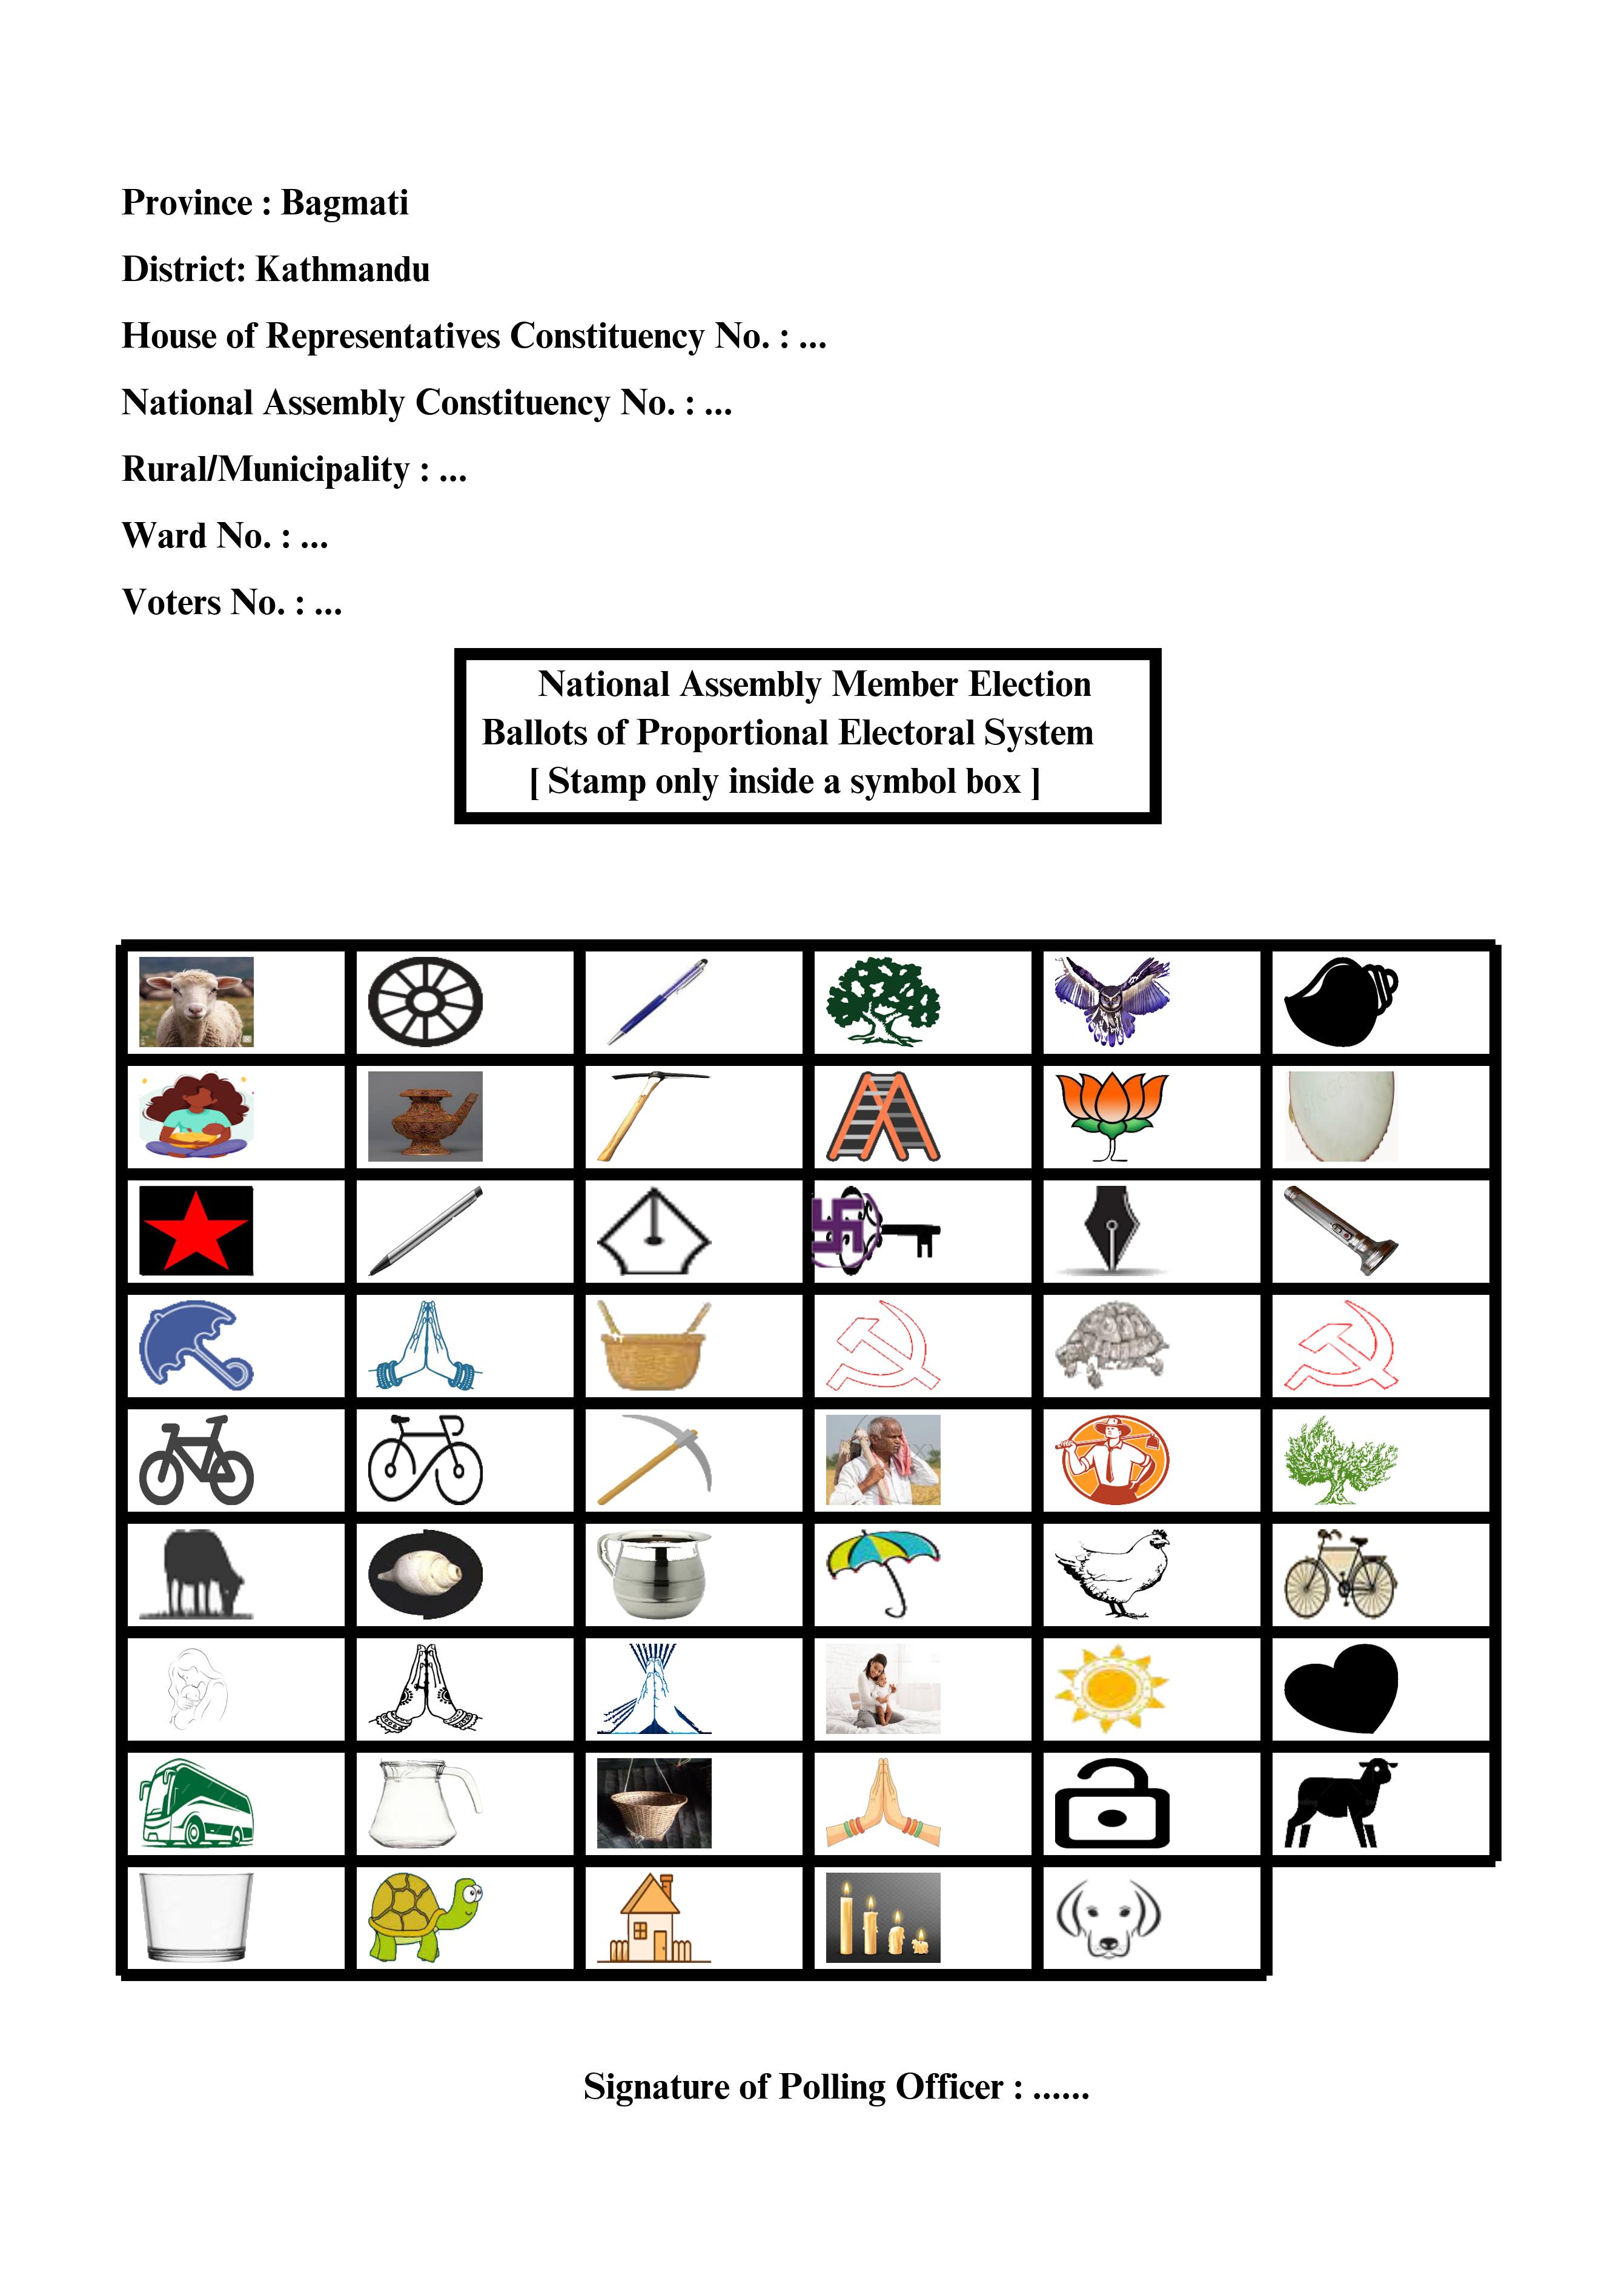 Province : Bagmati
District: Kathmandu
House of Representatives Constituency No. : ...
National Assembly Constituency No. : ...
Rural/Municipality : ...
Ward No. : ...
Voters No. : ...
National Assembly Member Election
Ballots of Proportional Electoral System
[ Stamp only inside a symbol box ]
Signature of Polling Officer : ......